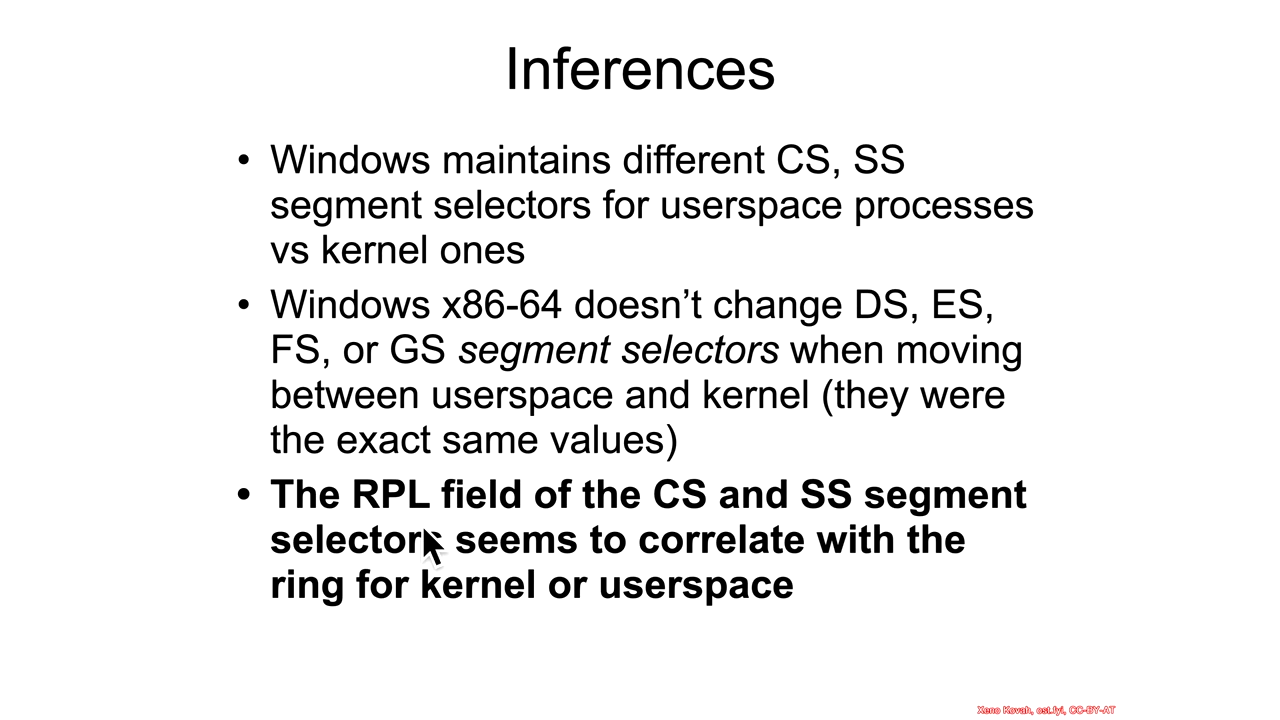 Inferences
• Windows maintains different CS, SS
segment selectors for userspace processes
vs kernel ones
• Windows x86-64 doesn’t change DS, ES,
FS, or GS segment selectors when moving
between userspace and kernel (they were
the exact same values)
• The RPL field of the CS and SS segment
selectors seems to correlate with the
ring for kernel or userspace
Xeno Kovah, ost.fyi, CC-BY-AT